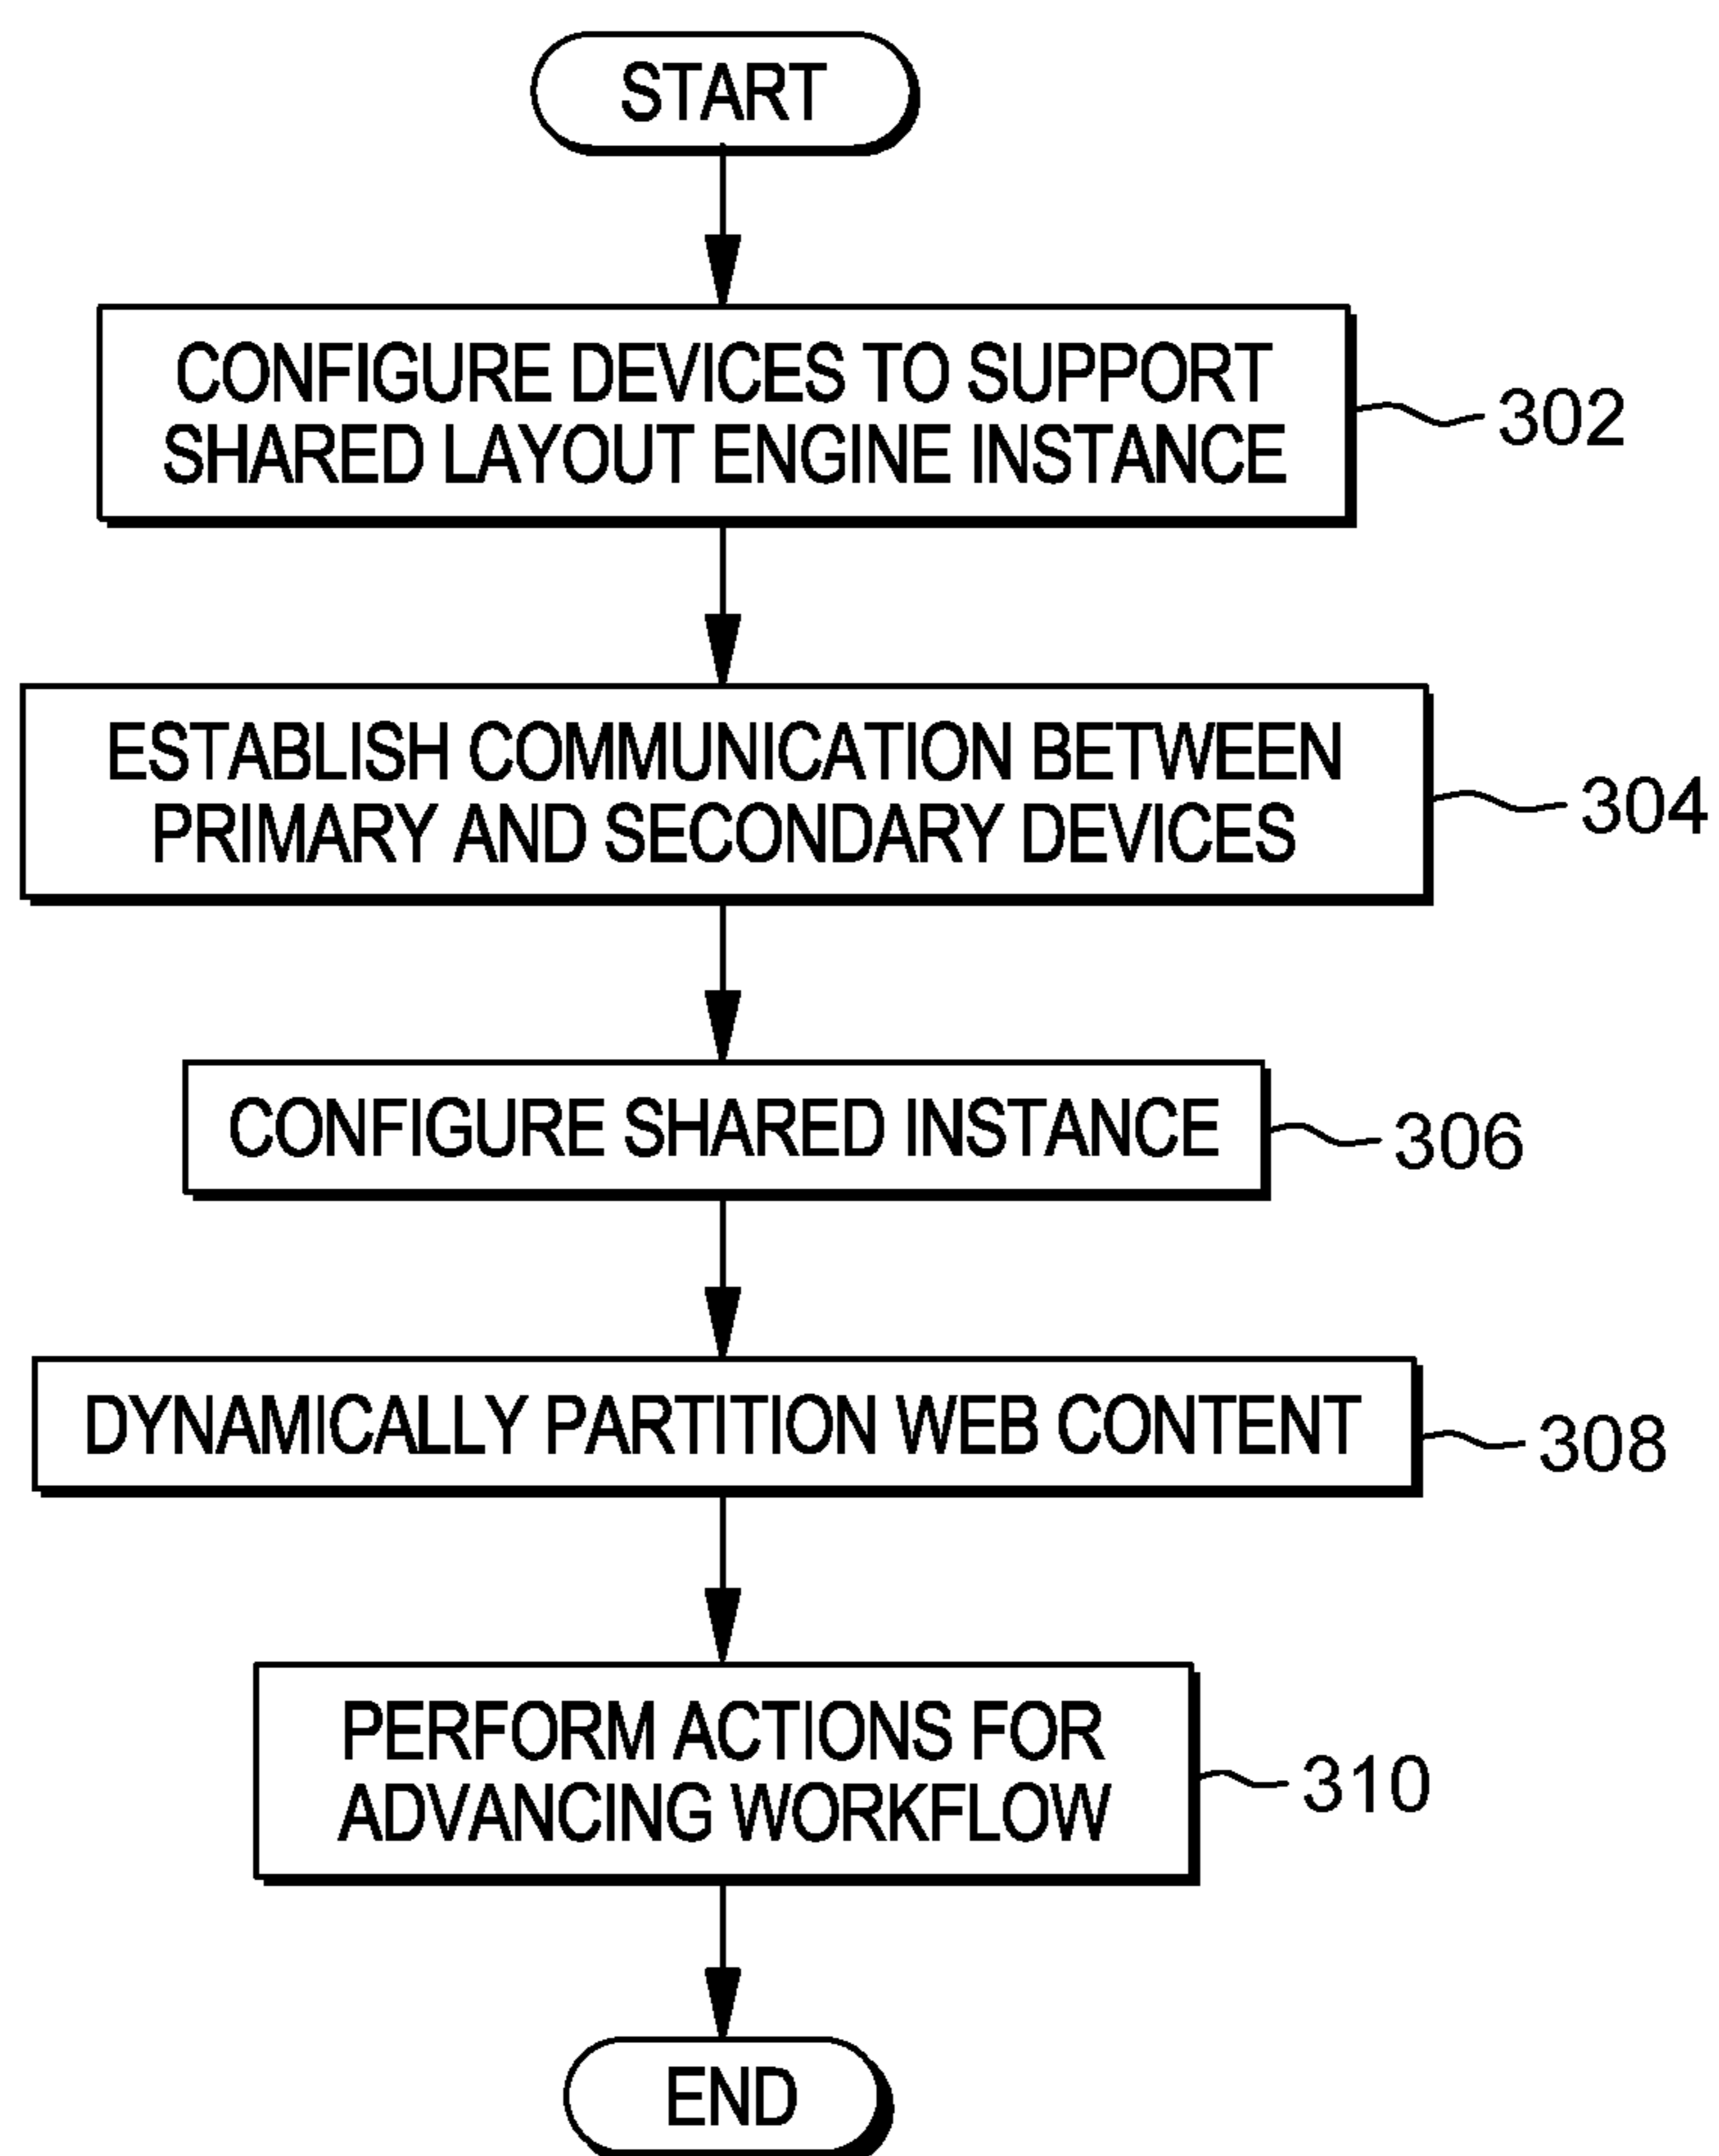 START
CONFIGURE DEVICES TO SUPPORT
SHARED LAYOUT ENGINE INSTANCE
302
ESTABLISH COMMUNICATION BETWEEN
PRIMARY AND SECONDARY DEVICES
304
CONFIGURE SHARED INSTANCE
306
DYNAMICALLY PARTITION WEB CONTENT
308
PERFORM ACTIONS FOR
ADVANCING WORKFLOW
310
END